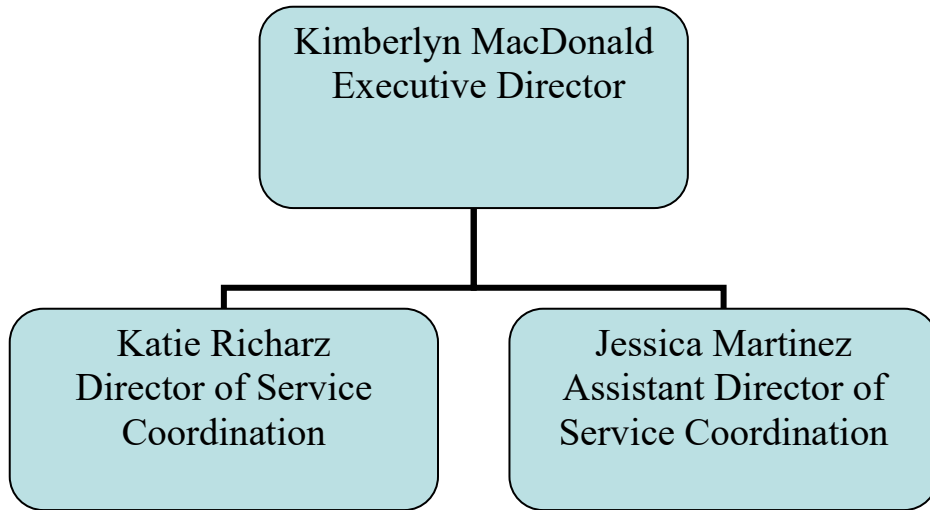 Kimberlyn MacDonald
Executive Director
Katie Richarz
Director of Service
Coordination
Jessica Martinez
Assistant Director of
Service Coordination